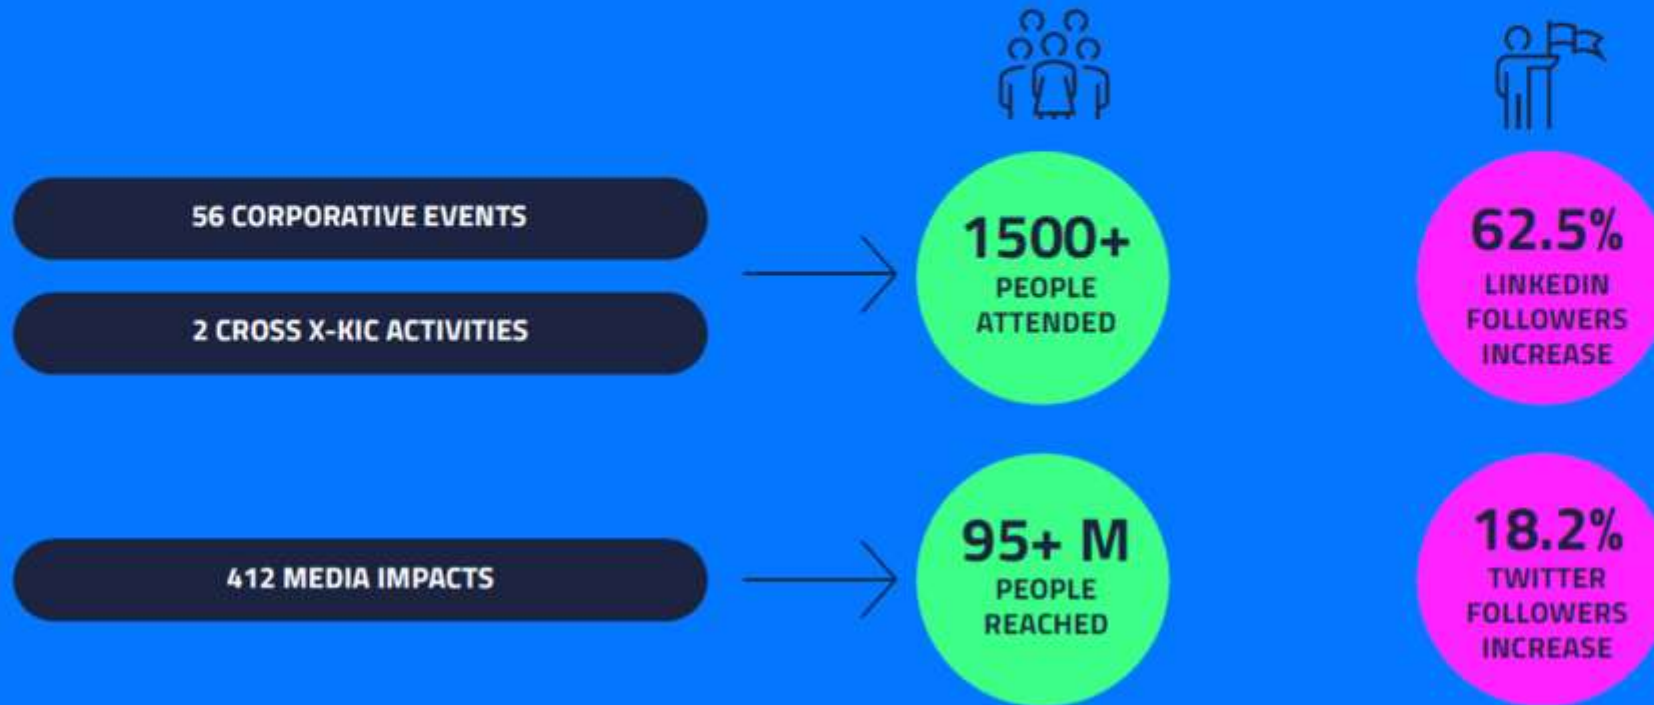 56 CORPORATIVE EVENTS
2 CROSS X-KIC ACTIVITIES
1500+
PEOPLE
ATTENDED
62.5%
LINKEDIN
FOLLOWERS
INCREASE
412 MEDIA IMPACTS
95+ M
PEOPLE
REACHED
18.2%
TWITTER
FOLLOWERS
INCREASE